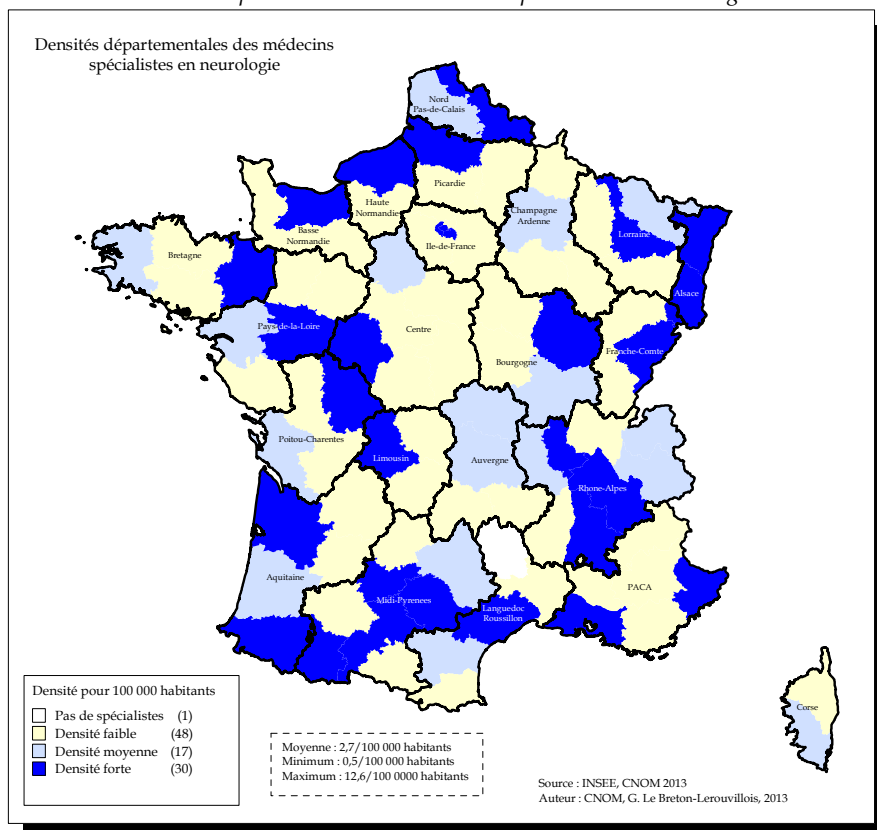 Densités départementales des médecins
spécialistes en neurologie
Nord
Pas-de-Calais
Picardie
Haute
Normandie
Basse
Normandie
Ile-de-France
Champagne
Ardenne
Lorraine
Alsace
Bretagne
Pays-de-la-Loire
Centre
Bourgogne
Franche-Comte
Poitou-Charentes
Limousin
Auvergne
Rhone-Alpes
Aquitaine
Midi-Pyrenees
Languedoc
Roussillon
PACA
Corse
Densité pour 100 000 habitants
Pas de spécialistes (1)
Densité faible (48)
Densité moyenne (17)
Densité forte (30)
Moyenne : 2,7/100 000 habitants
Minimum : 0,5/100 000 habitants
Maximum : 12,6/100 0000 habitants
Source : INSEE, CNOM 2013
Auteur : CNOM, G. Le Breton-Lerouvillois, 2013